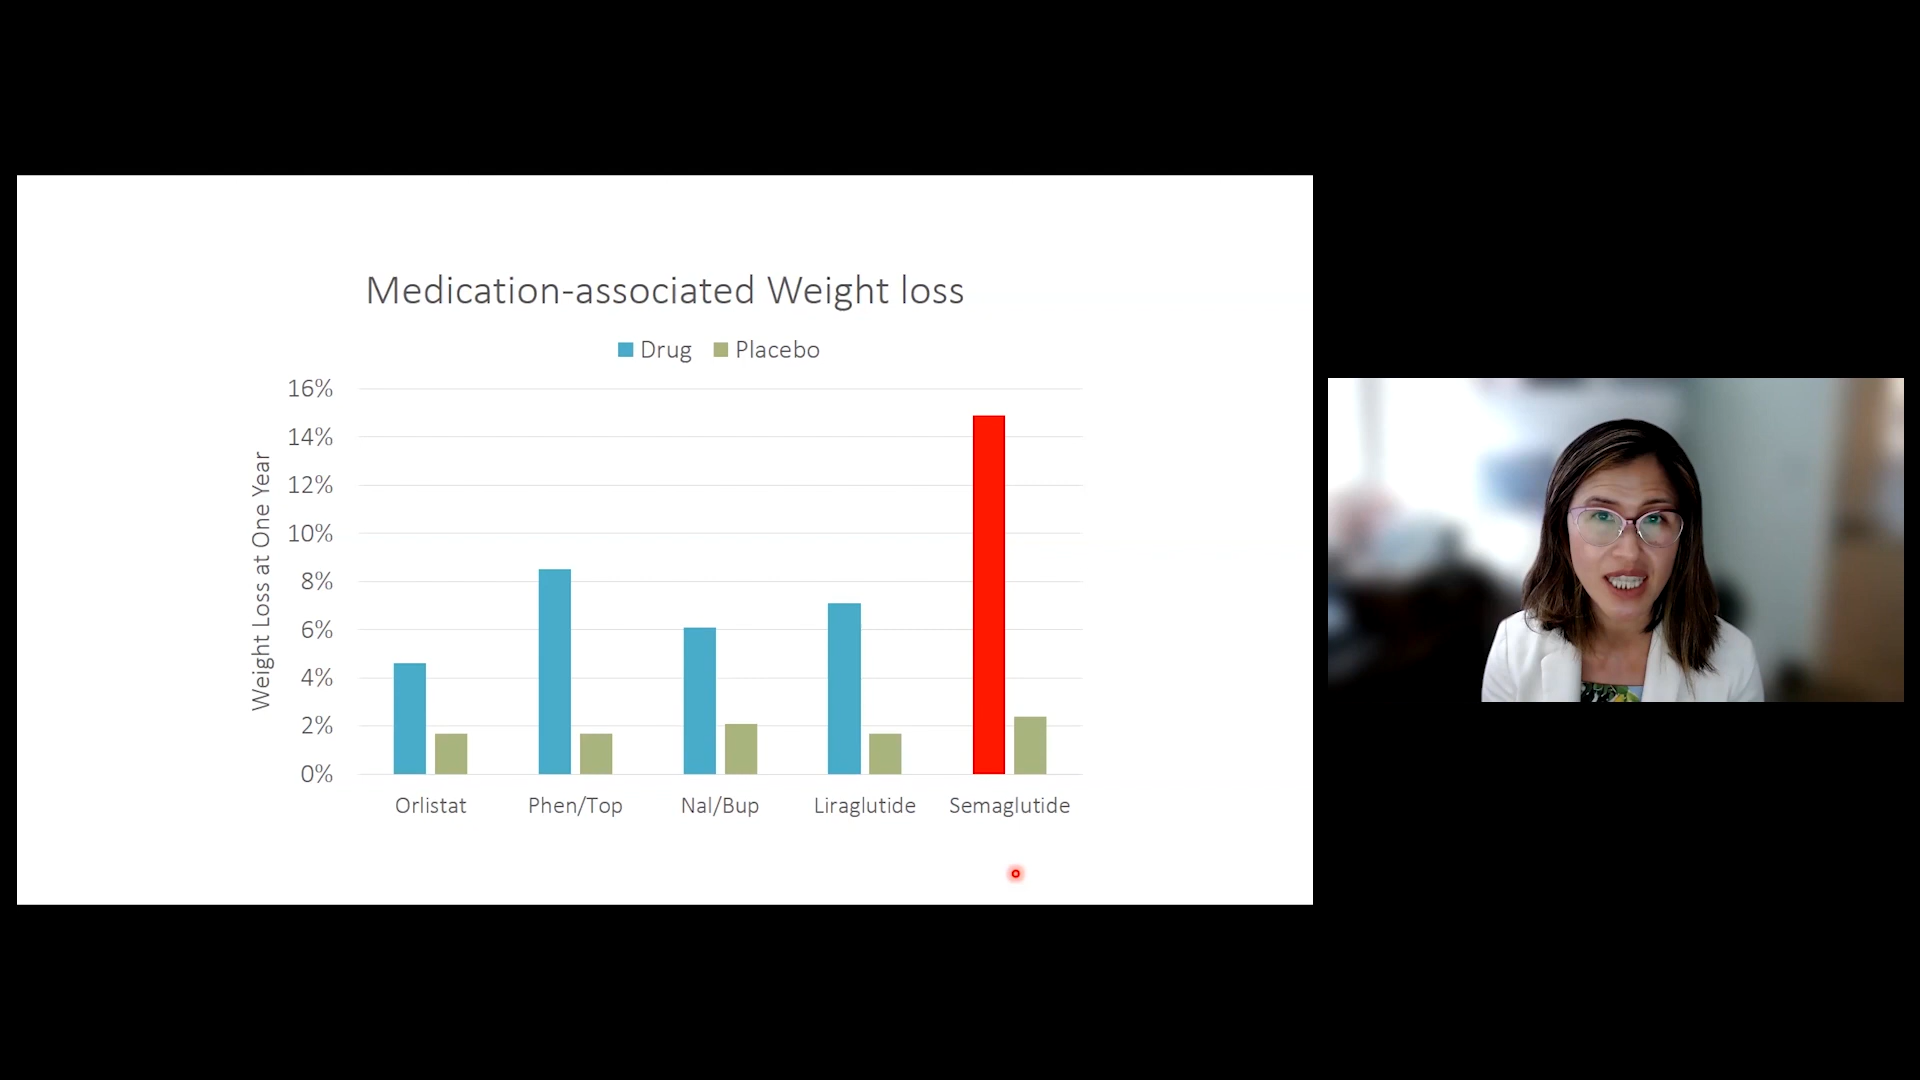 Medication-associated Weight loss
Drug Placebo
16%
14%
12%
10%
8%
6%
4%
2%
0%
Weight Loss at One Year
Orlistat Phen/Top Nal/Bup Liraglutide Semaglutide